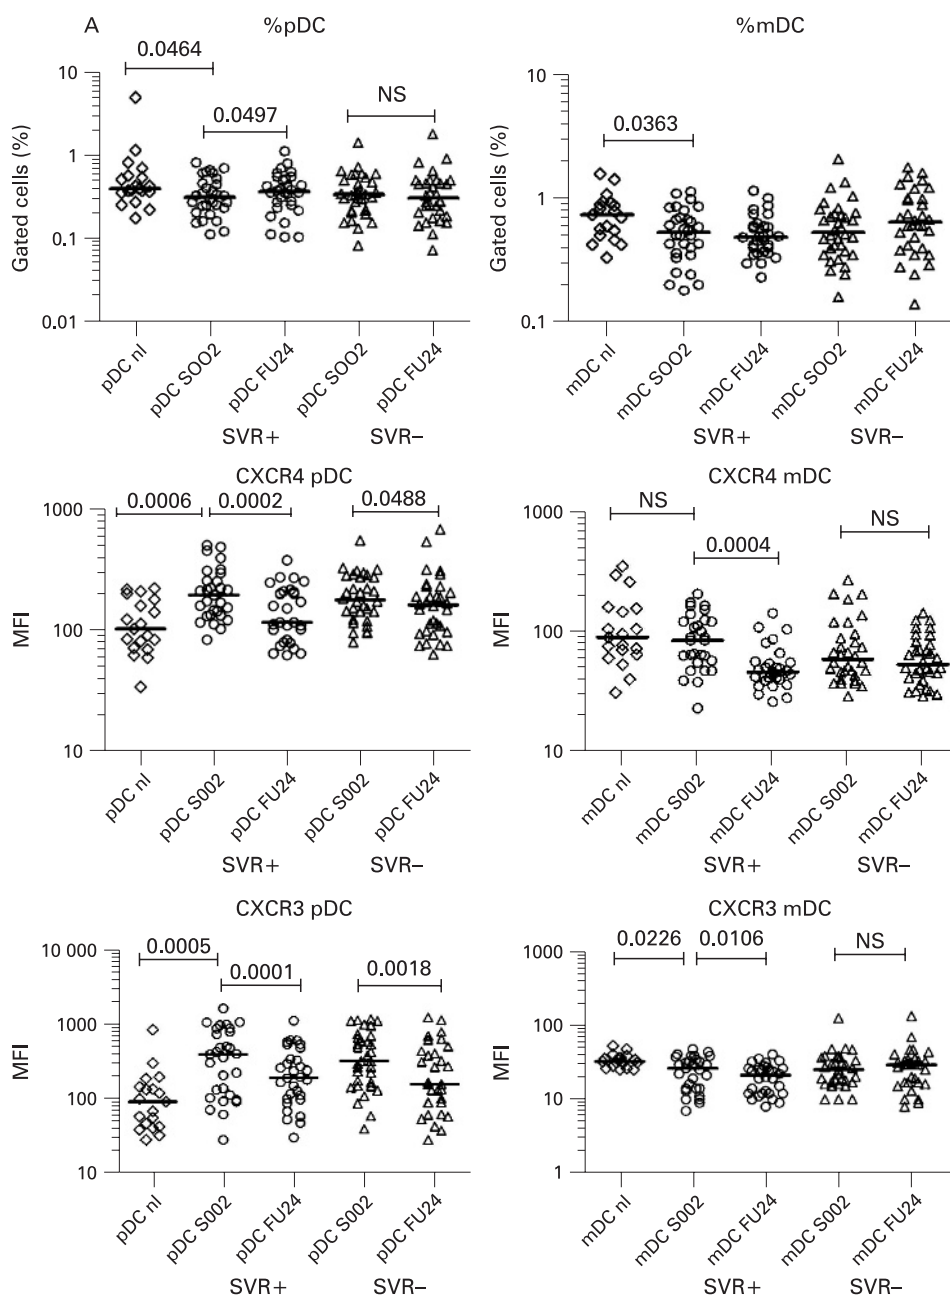 A
%pDC
0.0464
0.0497
NS
Gated cells (%)
10
1
0.1
0.01
pDC nl
pDC SOO2
pDC FU24
pDC SOO2
pDC FU24
SVR+
SVR–
%mDC
0.0363
Gated cells (%)
10
1
0.1
mDC nl
mDC SOO2
mDC FU24
mDC SOO2
mDC FU24
SVR+
SVR–
CXCR4 pDC
0.0006
0.0002
0.0488
MFI
1000
100
10
pDC nl
pDC S002
pDC FU24
pDC S002
pDC FU24
SVR+
SVR–
CXCR4 mDC
NS
0.0004
NS
MFI
1000
100
10
mDC nl
mDC S002
mDC FU24
mDC S002
mDC FU24
SVR+
SVR–
CXCR3 pDC
0.0005
0.0001
0.0018
MFI
10 000
1000
100
10
pDC nl
pDC S002
pDC FU24
pDC S002
pDC FU24
SVR+
SVR–
CXCR3 mDC
0.0226
0.0106
NS
MFI
1000
100
10
1
mDC nl
mDC S002
mDC FU24
mDC S002
mDC FU24
SVR+
SVR–